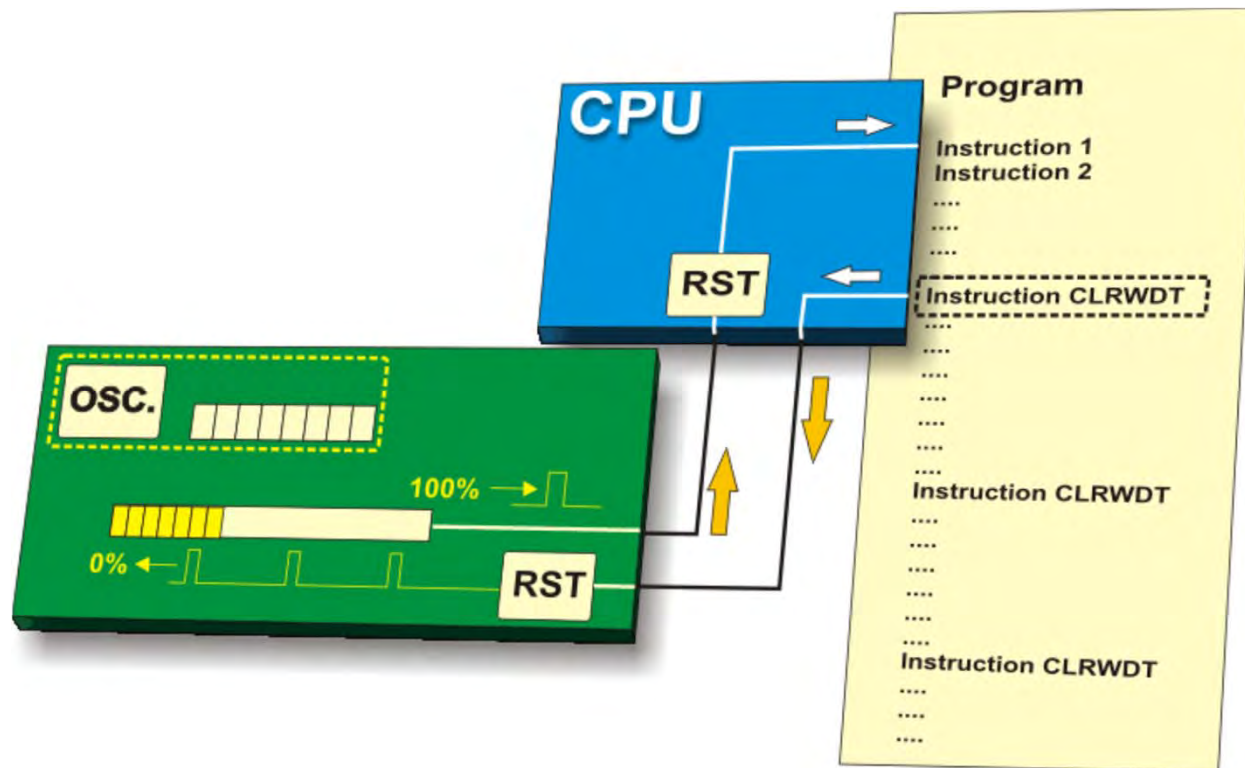 CPU
RST
OSC.
100%
0%
RST
Program
Instruction 1
Instruction 2
....
....
....
Instruction CLRWDT
....
....
....
....
....
....
....
Instruction CLRWDT
....
....
....
....
....
....
Instruction CLRWDT
....
....
....